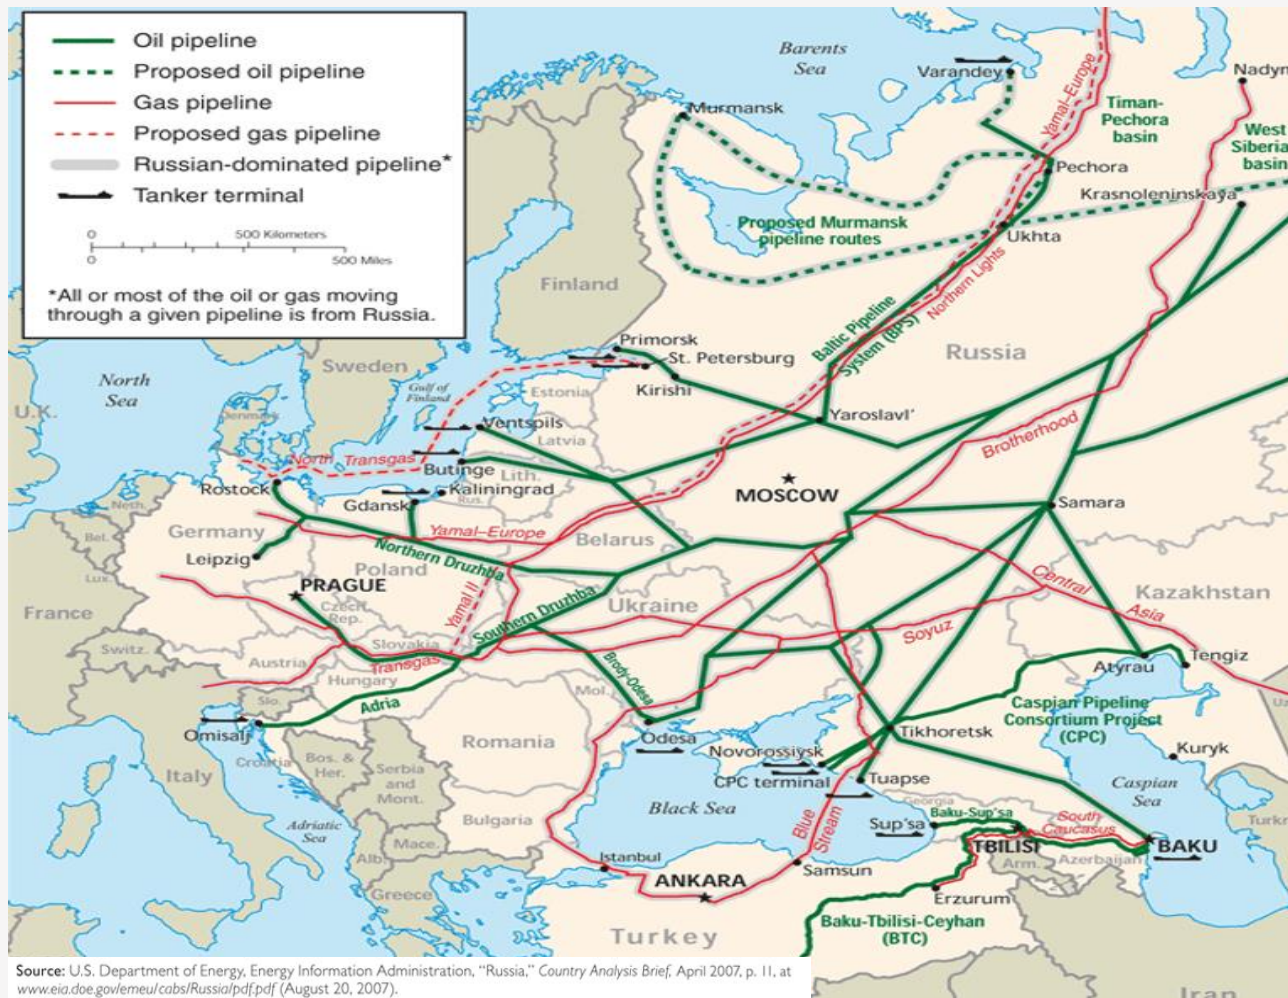 Oil pipeline
Proposed oil pipeline
Gas pipeline
Proposed gas pipeline
Russian-dominated pipeline*
Tanker terminal
0 500 Kilometers
0 500 Miles
*All or most of the oil or gas moving
through a given pipeline is from Russia.
Barents
Sea
Varandey
Murmansk
Yamal–Europe
Timan-
Pechora
basin
Nadym
West
Siberia
basin
Pechora
Krasnoleninskaya
Proposed Murmansk
pipeline routes
Ukhta
Northern Lights
Finland
Baltic Pipeline
System (BPS)
Russia
Primorsk
St. Petersburg
Kirishi
Sweden
North
Sea
Gulf of
Finland
Estonia
U.K.
Denmark
Ventspils
Latvia
Yaroslavl'
Brotherhood
North Transgas
Butinge
Lith.
Rus.
Kaliningrad
MOSCOW
Rostock
Gdansk
Samara
Neth.
Germany
Yamal–Europe
Belarus
Bel.
Leipzig
Northern Druzhba
Poland
Lux.
PRAGUE
Czech
Rep.
Yamal II
Southern Druzhba
Ukraine
Central Asia
Kazakhstan
France
Slovakia
Soyuz
Switz.
Austria
Transgas
Hungary
Brody-Odesa
Atyrau
Tengiz
Slo.
Adria
Mol.
Caspian Pipeline
Consortium Project
(CPC)
Omisalj
Croatia
Romania
Odesa
Tikhoretsk
Novorossiysk
CPC terminal
Kuryk
Italy
Bos. &
Her.
Serbia
and
Mont.
Tuapse
Caspian
Sea
Black Sea
Georgia
Bulgaria
Blue
Stream
Baku-Sup'sa
South
Caucasus
Sup'sa
Adriatic
Sea
Mace.
TBILISI
BAKU
Alb.
Arm.
Azerbaijan
Istanbul
Samsun
ANKARA
Greece
Erzurum
Baku-Tbilisi-Ceyhan
(BTC)
Turkey
Iran
Source: U.S. Department of Energy, Energy Information Administration, “Russia,” Country Analysis Brief, April 2007, p. 11, at
www.eia.doe.gov/emeu/cabs/Russia/pdf.pdf (August 20, 2007).